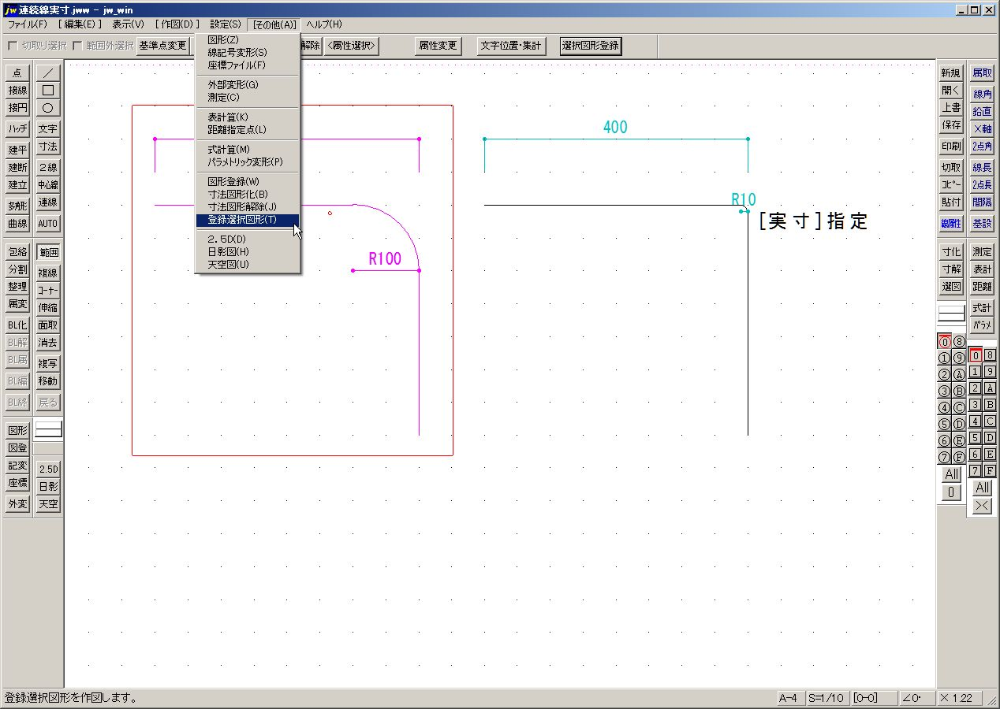 連続線実寸.jww - jw_win
ファイル(F) [編集(E)] 表示(V) [作図(D)] 設定(S) [その他(A)] ヘルプ(H)
切取り選択 範囲外選択 基準点変更 解除 <属性選択> 属性変更 文字位置・集計 選択図形登録
図形(Z)
線記号変形(S)
座標ファイル(F)
外部変形(G)
測定(C)
表計算(K)
距離指定点(L)
式計算(M)
パラメトリック変形(P)
図形登録(W)
寸法図形化(B)
寸法図形解除(J)
登録選択図形(T)
2.5D(D)
日影図(H)
天空図(U)
点
接線
接円
ハッチ
建平
建断
建立
多角形
曲線
包絡
分割
整理
属変
BL化
BL解
BL属
BL編
BL終
図形
図登
記変
座標
外変
文字
寸法
2線
中心線
連線
AUTO
範囲
複線
コーナー
伸縮
面取
消去
複写
移動
戻る
2.5D
日影
天空
R100
400
R10
[実寸]指定
新規
開く
上書
保存
印刷
切取
コピー
貼付
線属性
寸化
寸解
選図
属取
線角
鉛直
X軸
2点角
線長
2点長
間隔
基設
測定
表計
距離
式計
パラメ
0 8
1 9
2 A
3 B
4 C
5 D
6 E
7 F
All
0
0 8
1 9
2 A
3 B
4 C
5 D
6 E
7 F
All
×
登録選択図形を作図します。 A-4 S=1/10 [0-0] ∠0° × 1.22